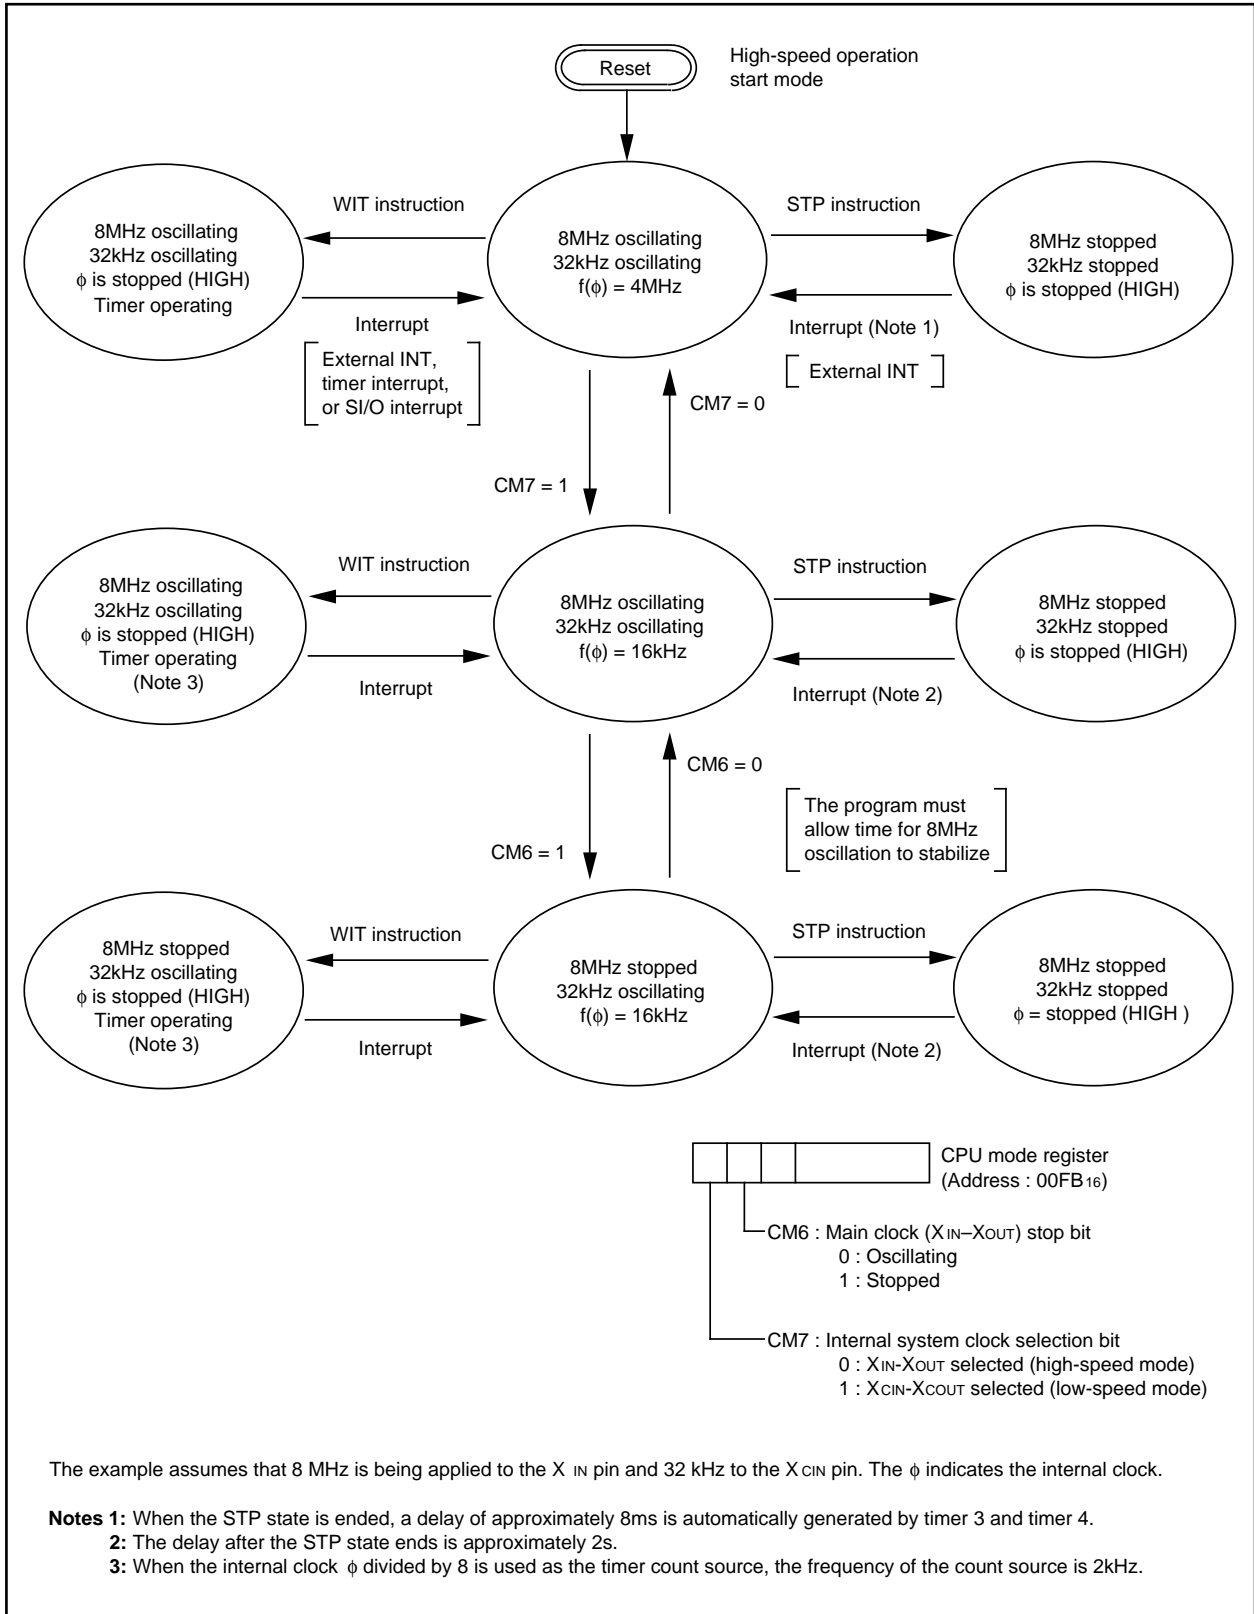 Reset
High-speed operation
start mode
8MHz oscillating
32kHz oscillating
ϕ is stopped (HIGH)
Timer operating
WIT instruction
Interrupt
External INT,
timer interrupt,
or SI/O interrupt
8MHz oscillating
32kHz oscillating
f(ϕ) = 4MHz
STP instruction
Interrupt (Note 1)
External INT
8MHz stopped
32kHz stopped
ϕ is stopped (HIGH)
CM7 = 0
CM7 = 1
8MHz oscillating
32kHz oscillating
ϕ is stopped (HIGH)
Timer operating
(Note 3)
WIT instruction
Interrupt
8MHz oscillating
32kHz oscillating
f(ϕ) = 16kHz
STP instruction
Interrupt (Note 2)
8MHz stopped
32kHz stopped
ϕ is stopped (HIGH)
CM6 = 0
CM6 = 1
The program must
allow time for 8MHz
oscillation to stabilize
8MHz stopped
32kHz oscillating
ϕ is stopped (HIGH)
Timer operating
(Note 3)
WIT instruction
Interrupt
8MHz stopped
32kHz oscillating
f(ϕ) = 16kHz
STP instruction
Interrupt (Note 2)
8MHz stopped
32kHz stopped
ϕ = stopped (HIGH )
CPU mode register
(Address : 00FB16)
CM6 : Main clock (XIN–XOUT) stop bit
0 : Oscillating
1 : Stopped
CM7 : Internal system clock selection bit
0 : XIN-XOUT selected (high-speed mode)
1 : XCIN-XCOUT selected (low-speed mode)
The example assumes that 8 MHz is being applied to the X IN pin and 32 kHz to the X CIN pin. The ϕ indicates the internal clock.
Notes 1: When the STP state is ended, a delay of approximately 8ms is automatically generated by timer 3 and timer 4.
2: The delay after the STP state ends is approximately 2s.
3: When the internal clock ϕ divided by 8 is used as the timer count source, the frequency of the count source is 2kHz.